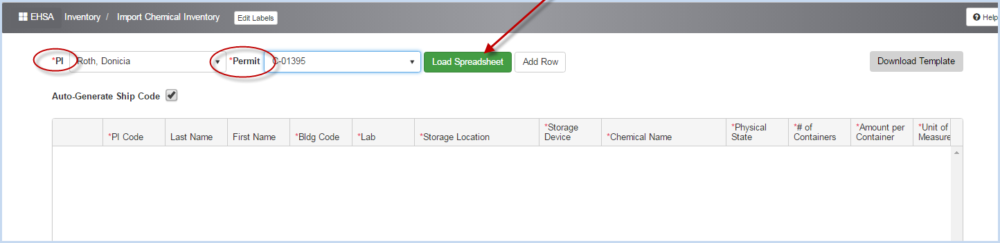 EHSA Inventory / Import Chemical Inventory Edit Labels Help
*PI Roth, Donicia *Permit C-01395 Load Spreadsheet Add Row Download Template
Auto-Generate Ship Code
*PI Code Last Name First Name *Bldg Code *Lab *Storage Location *Storage Device *Chemical Name *Physical State *# of Containers *Amount per Container *Unit of Measure